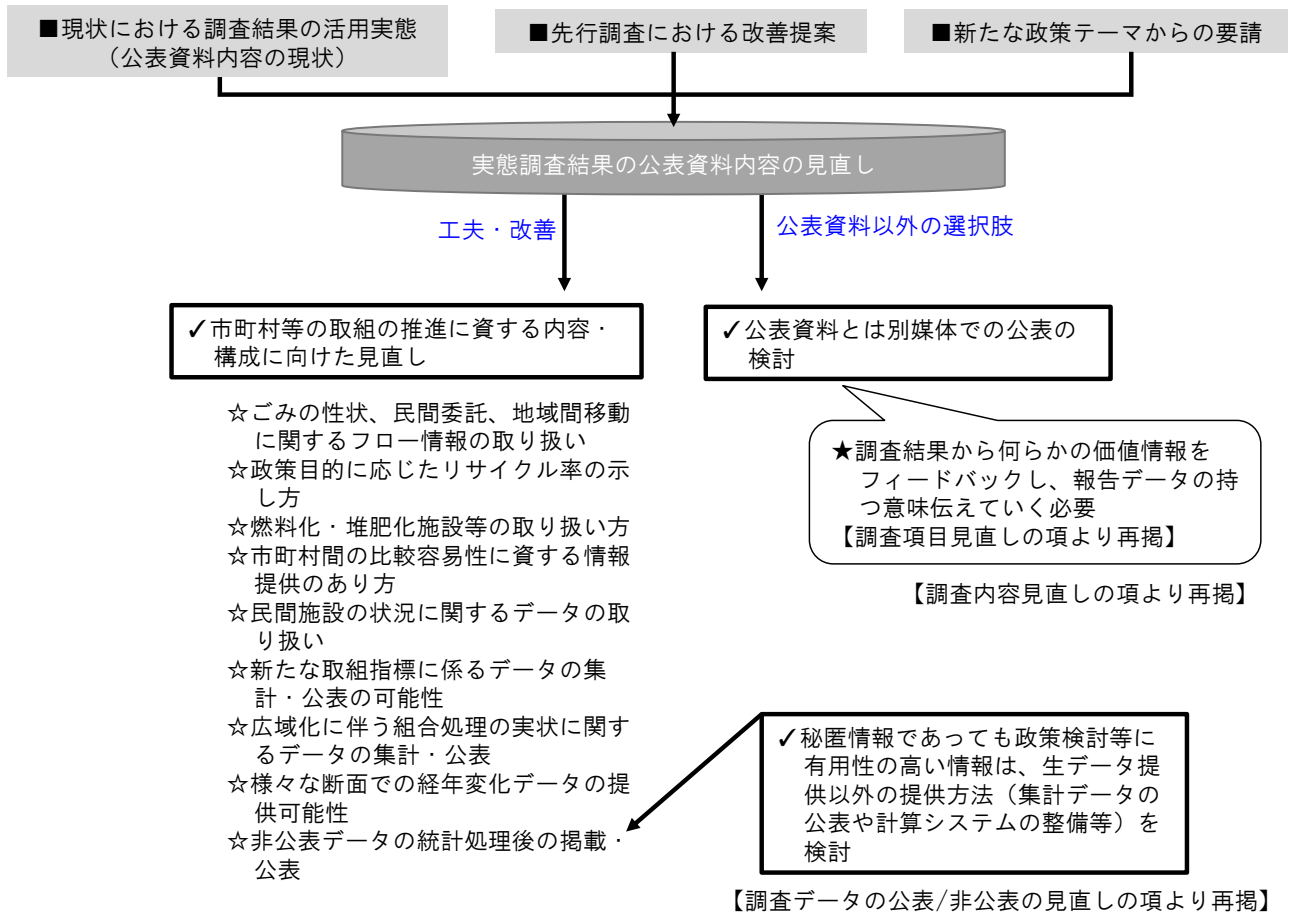 ■現状における調査結果の活用実態
（公表資料内容の現状）
■先行調査における改善提案
■新たな政策テーマからの要請
実態調査結果の公表資料内容の見直し
工夫・改善
公表資料以外の選択肢
✓市町村等の取組の推進に資する内容・
構成に向けた見直し
☆ごみの性状、民間委託、地域間移動
に関するフロー情報の取り扱い
☆政策目的に応じたリサイクル率の示
し方
☆燃料化・堆肥化施設等の取り扱い方
☆市町村間の比較容易性に資する情報
提供のあり方
☆民間施設の状況に関するデータの取
り扱い
☆新たな取組指標に係るデータの集
計・公表の可能性
☆広域化に伴う組合処理の実状に関す
るデータの集計・公表
☆様々な断面での経年変化データの提
供可能性
☆非公表データの統計処理後の掲載・
公表
✓公表資料とは別媒体での公表の
検討
★調査結果から何らかの価値情報を
フィードバックし、報告データの持
つ意味伝えていく必要
【調査項目見直しの項より再掲】
【調査内容見直しの項より再掲】
✓秘匿情報であっても政策検討等に
有用性の高い情報は、生データ提
供以外の提供方法（集計データの
公表や計算システムの整備等）を
検討
【調査データの公表/非公表の見直しの項より再掲】